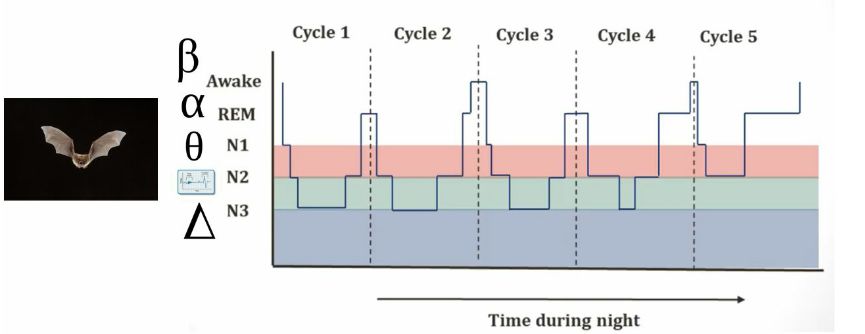 Cycle 1 Cycle 2 Cycle 3 Cycle 4 Cycle 5
β
Awake
α
REM
θ
N1
N2
N3
Δ
Time during night